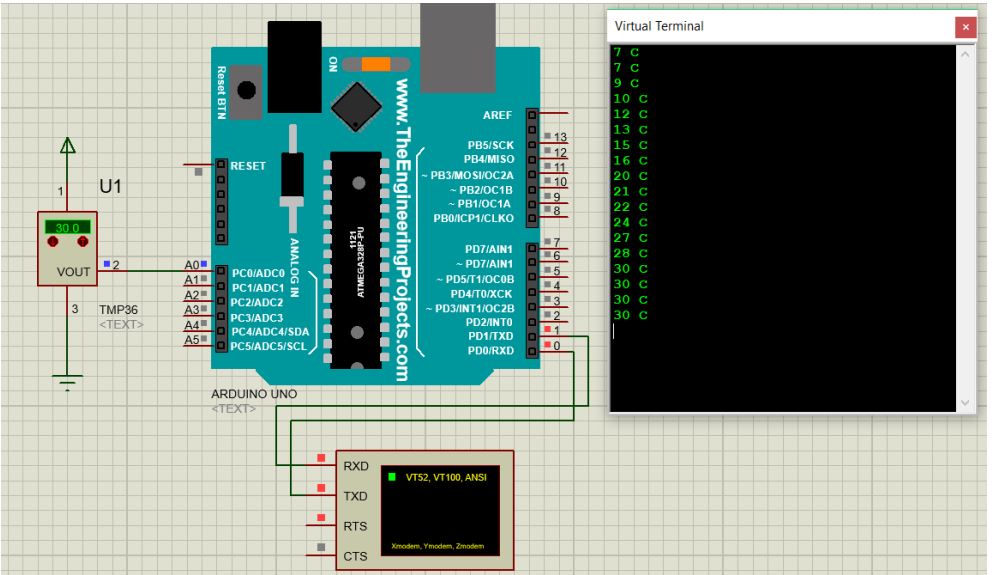 Virtual Terminal
7 C
7 C
9 C
10 C
12 C
13 C
15 C
16 C
20 C
21 C
22 C
24 C
27 C
28 C
30 C
30 C
30 C
30 C
U1
1
30.0
VOUT
2
3
TMP36
<TEXT>
Reset BTN
ON
www.TheEngineeringProjects.com
RESET
ANALOG IN
1121
ATMEGA328P-PU
A0
A1
A2
A3
A4
A5
PC0/ADC0
PC1/ADC1
PC2/ADC2
PC3/ADC3
PC4/ADC4/SDA
PC5/ADC5/SCL
AREF
PB5/SCK
PB4/MISO
~ PB3/MOSI/OC2A
~ PB2/OC1B
~ PB1/OC1A
PB0/ICP1/CLKO
13
12
11
10
9
8
PD7/AIN1
~ PD7/AIN1
~ PD5/T1/OC0B
PD4/T0/XCK
~ PD3/INT1/OC2B
PD2/INT0
PD1/TXD
PD0/RXD
7
6
5
4
3
2
1
0
ARDUINO UNO
<TEXT>
RXD
TXD
RTS
CTS
VT52, VT100, ANSI
Xmodem, Ymodem, Zmodem